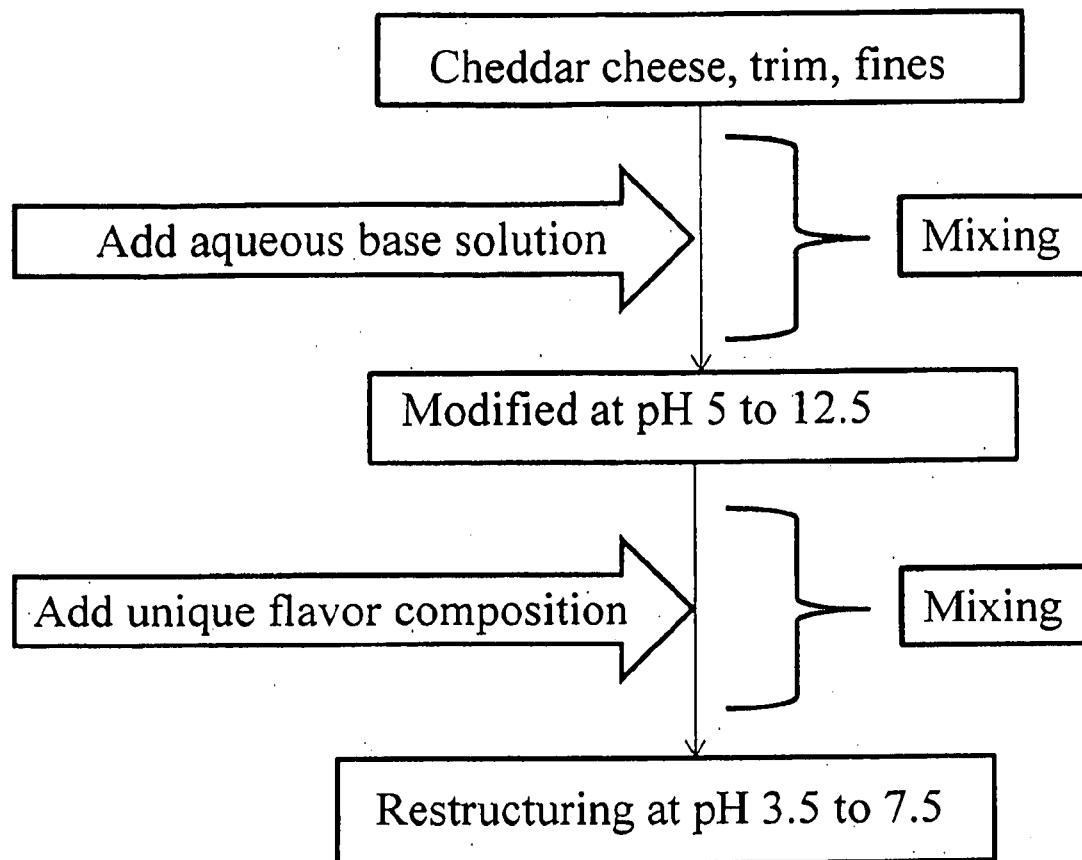 Cheddar cheese, trim, fines
Add aqueous base solution
Mixing
Modified at pH 5 to 12.5
Add unique flavor composition
Mixing
Restructuring at pH 3.5 to 7.5